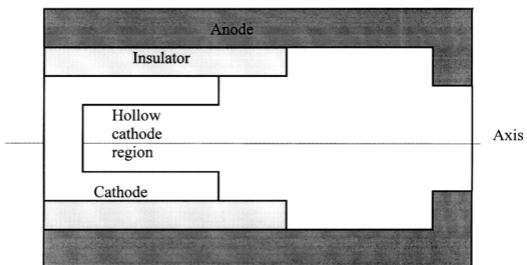 Anode
Insulator
Hollow
cathode
region
Axis
Cathode